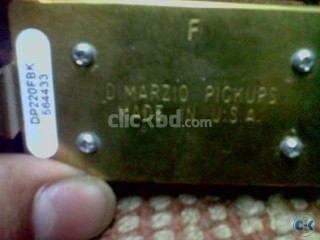 F
DIMARZIO PICKUPS
MADE IN U.S.A.
DP220FBK
564433
clickbd.com